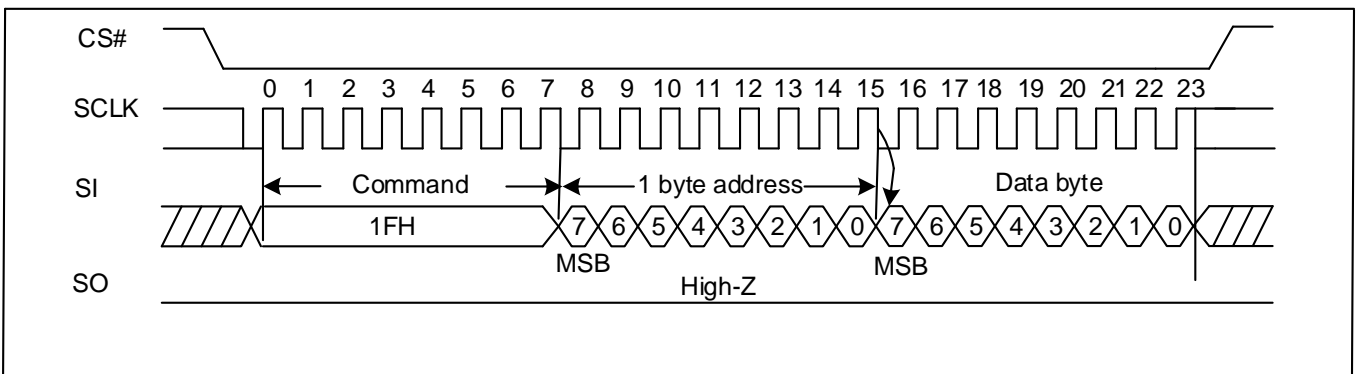 CS#
0 1 2 3 4 5 6 7 8 9 10 11 12 13 14 15 16 17 18 19 20 21 22 23
SCLK
SI Command 1 byte address Data byte
1FH 7 6 5 4 3 2 1 0 7 6 5 4 3 2 1 0
MSB MSB
SO High-Z